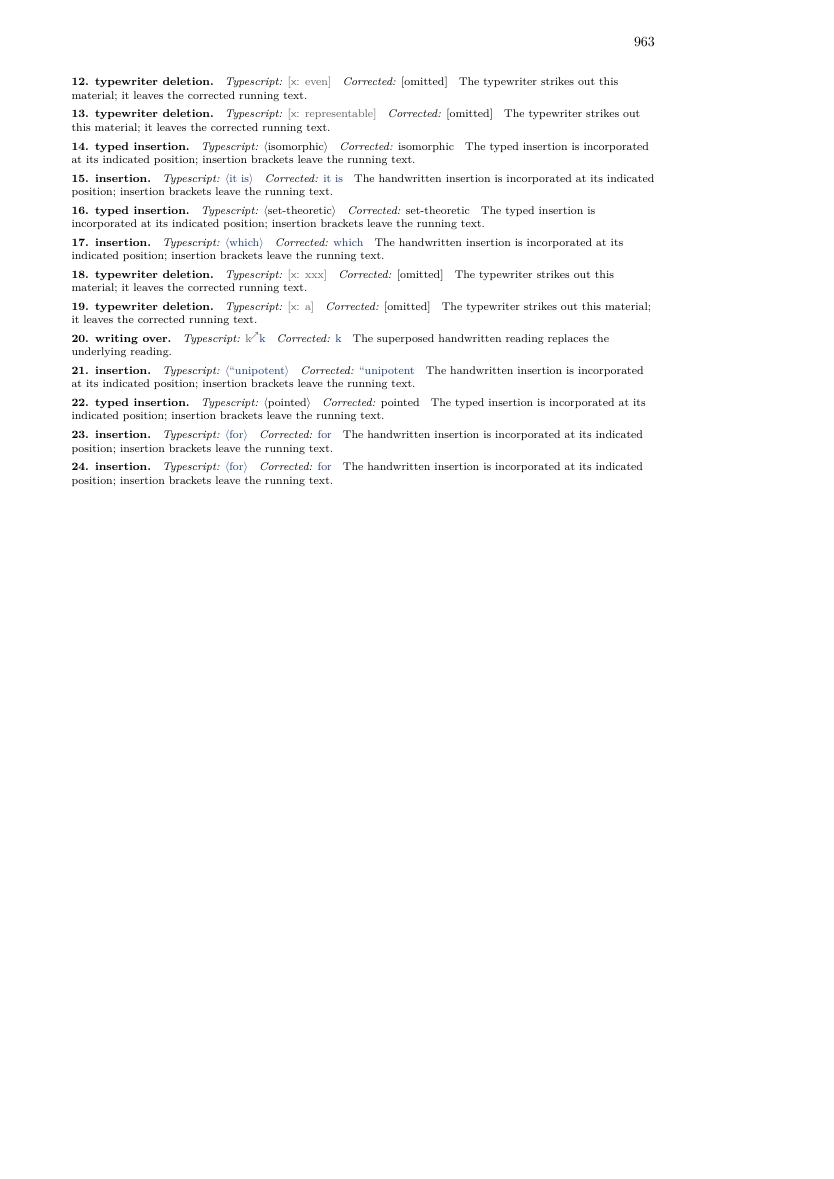 963
12. typewriter deletion. Typescript: [x: even] Corrected: [omitted] The typewriter strikes out this
material; it leaves the corrected running text.
13. typewriter deletion. Typescript: [x: representable] Corrected: [omitted] The typewriter strikes out
this material; it leaves the corrected running text.
14. typed insertion. Typescript: ⟨isomorphic⟩ Corrected: isomorphic The typed insertion is incorporated
at its indicated position; insertion brackets leave the running text.
15. insertion. Typescript: ⟨it is⟩ Corrected: it is The handwritten insertion is incorporated at its indicated
position; insertion brackets leave the running text.
16. typed insertion. Typescript: ⟨set-theoretic⟩ Corrected: set-theoretic The typed insertion is
incorporated at its indicated position; insertion brackets leave the running text.
17. insertion. Typescript: ⟨which⟩ Corrected: which The handwritten insertion is incorporated at its
indicated position; insertion brackets leave the running text.
18. typewriter deletion. Typescript: [x: xxx] Corrected: [omitted] The typewriter strikes out this
material; it leaves the corrected running text.
19. typewriter deletion. Typescript: [x: a] Corrected: [omitted] The typewriter strikes out this material;
it leaves the corrected running text.
20. writing over. Typescript: k↗k Corrected: k The superposed handwritten reading replaces the
underlying reading.
21. insertion. Typescript: ⟨“unipotent⟩ Corrected: “unipotent The handwritten insertion is incorporated
at its indicated position; insertion brackets leave the running text.
22. typed insertion. Typescript: ⟨pointed⟩ Corrected: pointed The typed insertion is incorporated at its
indicated position; insertion brackets leave the running text.
23. insertion. Typescript: ⟨for⟩ Corrected: for The handwritten insertion is incorporated at its indicated
position; insertion brackets leave the running text.
24. insertion. Typescript: ⟨for⟩ Corrected: for The handwritten insertion is incorporated at its indicated
position; insertion brackets leave the running text.